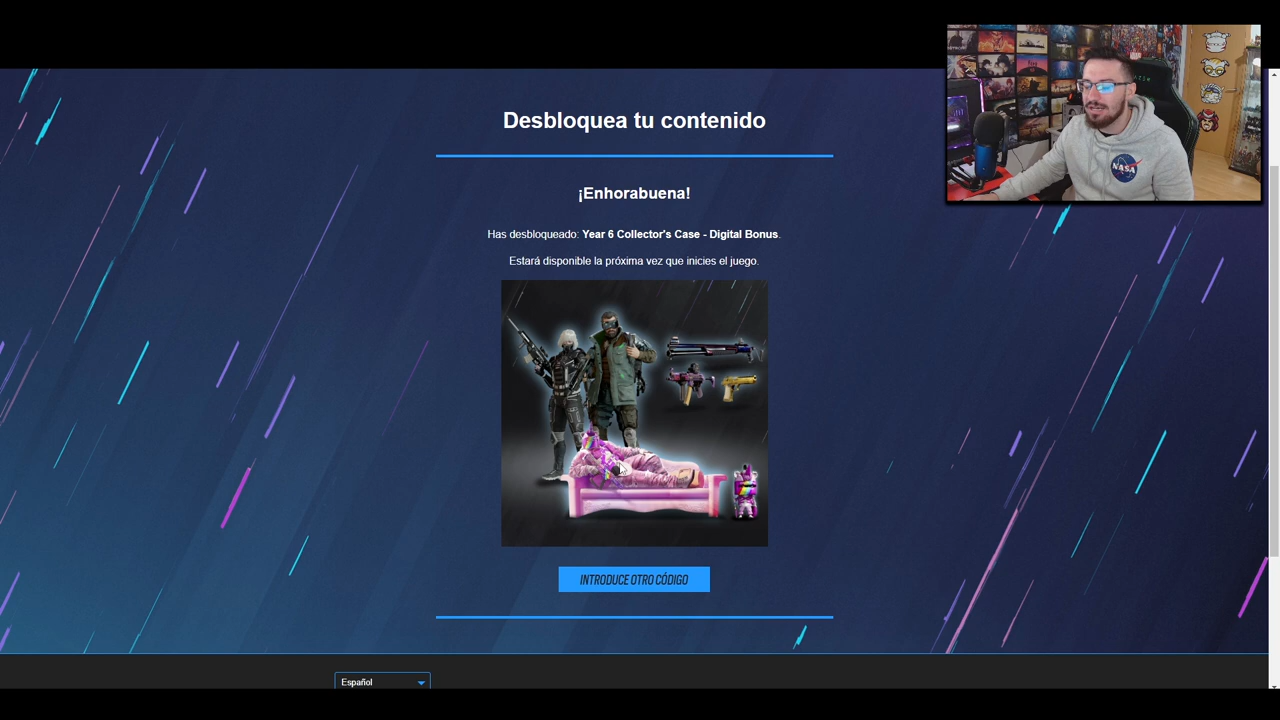 Desbloquea tu contenido
¡Enhorabuena!
Has desbloqueado: Year 6 Collector's Case - Digital Bonus.
Estará disponible la próxima vez que inicies el juego.
INTRODUCE OTRO CÓDIGO
Español
NASA